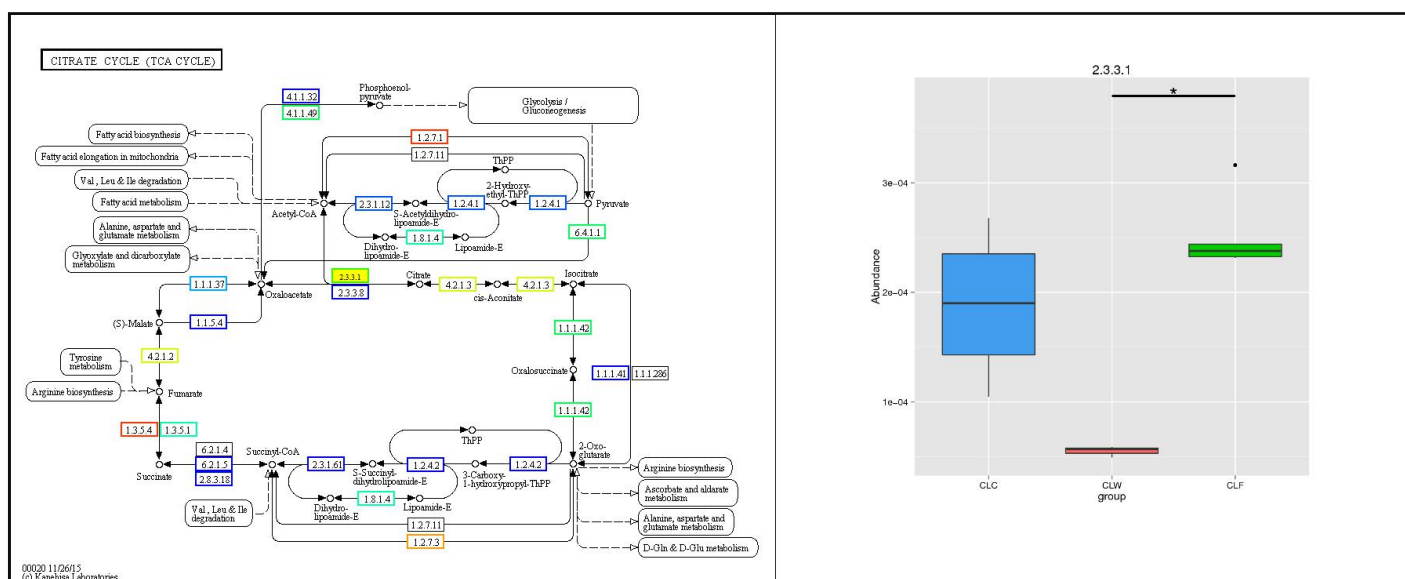 CITRATE CYCLE (TCA CYCLE)
4.1.1.32
4.1.1.49
Phosphoenol-
pyruvate
Glycolysis /
Gluconeogenesis
Fatty acid biosynthesis
Fatty acid elongation in mitochondria
Val , Leu & Ile degradation
Fatty acid metabolism
Alanine, aspartate and
glutamate metabolism
Glyoxylate and dicarboxylate
metabolism
1.2.7.1
1.2.7.11
ThPP
2-Hydroxy-
ethyl-ThPP
Acetyl-CoA
2.3.1.12
S-Acetyldihydro-
lipoamide-E
1.2.4.1
1.2.4.1
Pyruvate
Dihydro-
lipoamide-E
1.8.1.4
Lipoamide-E
6.4.1.1
1.1.1.37
Oxaloacetate
2.3.3.1
2.3.3.8
Citrate
4.2.1.3
cis-Aconitate
4.2.1.3
Isocitrate
(S)-Malate
1.1.5.4
1.1.1.42
4.2.1.2
Tyrosine
metabolism
Oxalosuccinate
1.1.1.41
1.1.1.286
Arginine biosynthesis
Fumarate
1.1.1.42
1.3.5.4
1.3.5.1
ThPP
6.2.1.4
6.2.1.5
2.8.3.18
Succinate
Succinyl-CoA
2.3.1.61
S-Succinyl-
dihydrolipoamide-E
1.2.4.2
3-Carboxy-
1-hydroxypropyl-ThPP
1.2.4.2
2-Oxo-
glutarate
Arginine biosynthesis
Ascorbate and aldarate
metabolism
Alanine, aspartate and
glutamate metabolism
D-Gln & D-Glu metabolism
Val , Leu & Ile
degradation
Dihydro-
lipoamide-E
1.8.1.4
Lipoamide-E
1.2.7.11
1.2.7.3
00020 11/26/15
(c) Kanehisa Laboratories
2.3.3.1
*
Abundance
3e-04
2e-04
1e-04
CLC
CLW
CLF
group